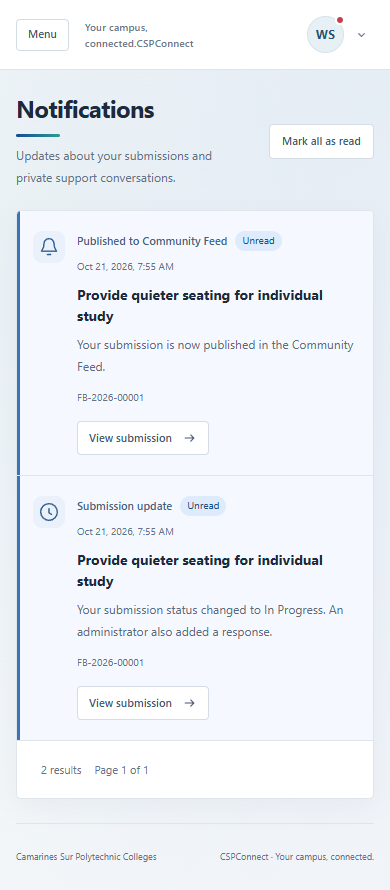 Menu
Your campus,
connected.CSPConnect
WS
Notifications
Updates about your submissions and
private support conversations.
Mark all as read
Published to Community Feed Unread
Oct 21, 2026, 7:55 AM
Provide quieter seating for individual
study
Your submission is now published in the Community
Feed.
FB-2026-00001
View submission →
Submission update Unread
Oct 21, 2026, 7:55 AM
Provide quieter seating for individual
study
Your submission status changed to In Progress. An
administrator also added a response.
FB-2026-00001
View submission →
2 results Page 1 of 1
Camarines Sur Polytechnic Colleges CSPConnect · Your campus, connected.